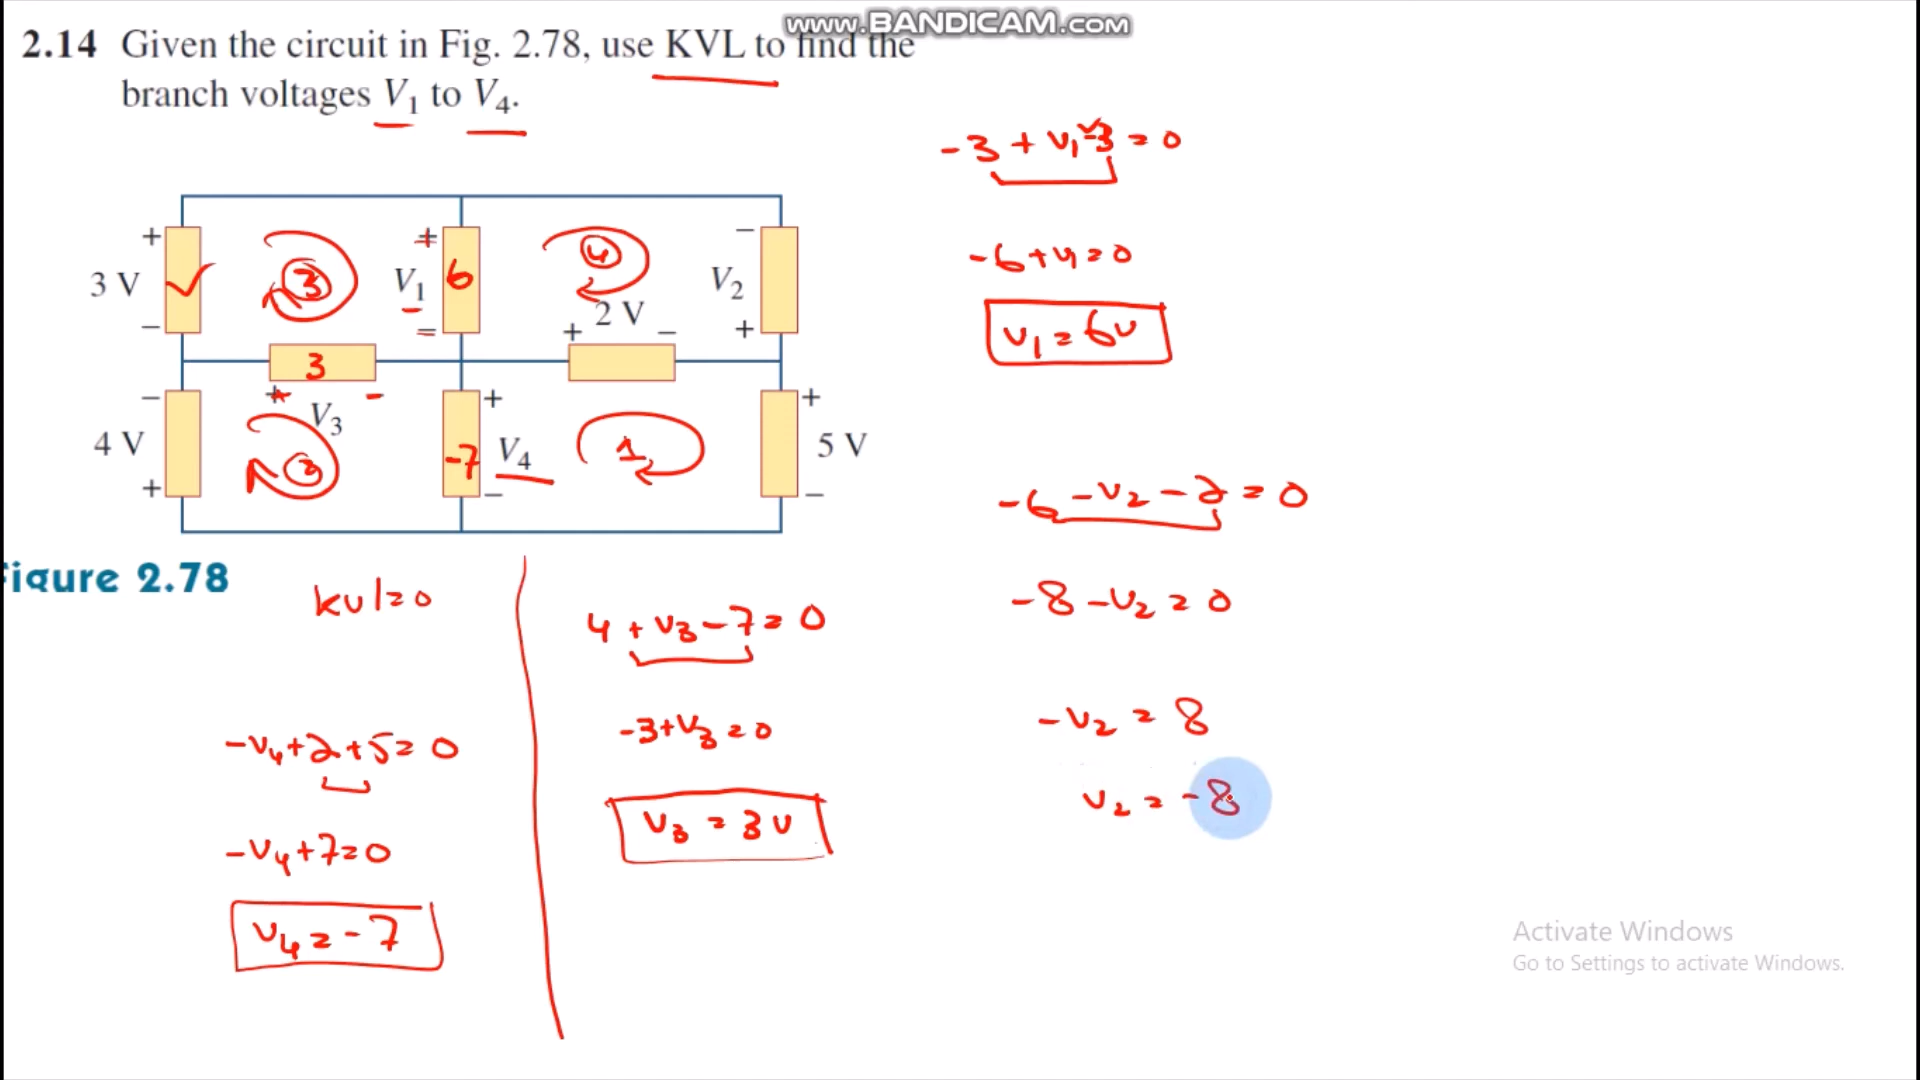 www.BANDICAM.com
2.14 Given the circuit in Fig. 2.78, use KVL to find the
branch voltages V₁ to V₄.
-3 + v₁ -3 = 0
-6+v₁=0
v₁ = 6v
+ + + -
3 V 3 V₁ 6 4 V₂
2 V
- - + - +
3
- + - + +
V₃
4 V 3 -7 V₄ 1 5 V
+ - -
igure 2.78
kvl=0
-v₄+2+5=0
-v₄+7=0
v₄=-7
4 + v₃ - 7 = 0
-3+v₃=0
v₃ = 3v
-6 -v₂ -2 = 0
-8 -v₂ = 0
-v₂ = 8
v₂ = -8
Activate Windows
Go to Settings to activate Windows.